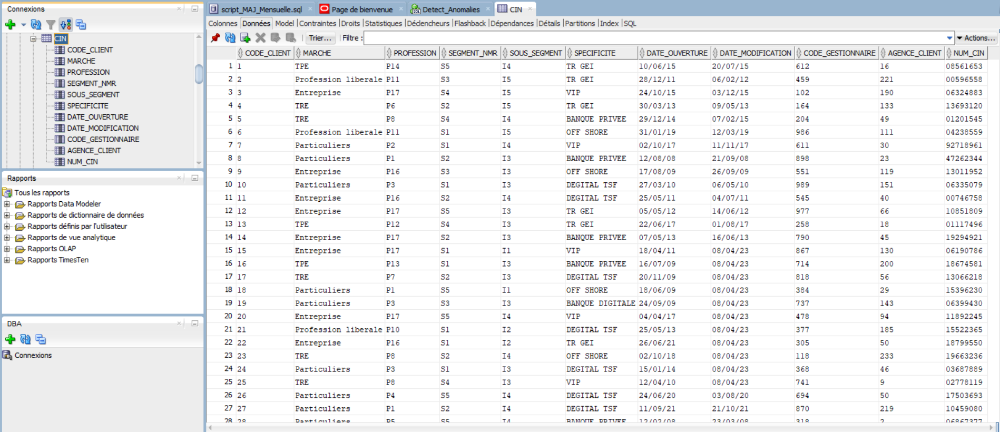 Connexions
CIN
CODE_CLIENT
MARCHE
PROFESSION
SEGMENT_NMR
SOUS_SEGMENT
SPECIFICITE
DATE_OUVERTURE
DATE_MODIFICATION
CODE_GESTIONNAIRE
AGENCE_CLIENT
NUM_CIN
Rapports
Tous les rapports
Rapports Data Modeler
Rapports de dictionnaire de données
Rapports définis par l'utilisateur
Rapports de vue analytique
Rapports OLAP
Rapports TimesTen
DBA
Connexions
script_MAJ_Mensuelle.sql Page de bienvenue Detect_Anomalies CIN
Colonnes Données Model Contraintes Droits Statistiques Déclencheurs Flashback Dépendances Détails Partitions Index SQL
Trier... Filtre : Actions...
CODE_CLIENT MARCHE PROFESSION SEGMENT_NMR SOUS_SEGMENT SPECIFICITE DATE_OUVERTURE DATE_MODIFICATION CODE_GESTIONNAIRE AGENCE_CLIENT NUM_CIN
1 1 TPE P14 S5 I4 TR GEI 10/06/15 20/07/15 612 16 08561653
2 2 Profession liberale P11 S3 I5 TR GEI 28/12/11 06/02/12 459 221 00596558
3 3 Entreprise P17 S4 I5 VIP 24/10/15 03/12/15 102 190 06324883
4 4 TRE P6 S2 I5 TR GEI 30/03/13 09/05/13 164 133 13693120
5 5 TRE P8 S4 I4 BANQUE PRIVEE 29/12/14 07/02/15 204 49 01201545
6 6 Profession liberale P11 S1 I5 OFF SHORE 31/01/19 12/03/19 986 111 04238559
7 7 Particuliers P2 S1 I4 VIP 02/10/17 11/11/17 611 30 92718961
8 8 Particuliers P1 S2 I3 BANQUE PRIVEE 12/08/08 21/09/08 898 23 47262344
9 9 Entreprise P16 S3 I3 OFF SHORE 17/08/09 26/09/09 551 119 13011952
10 10 Particuliers P3 S1 I3 DEGITAL TSF 27/03/10 06/05/10 989 151 06335079
11 11 Entreprise P16 S2 I4 DEGITAL TSF 25/05/11 04/07/11 545 40 00746758
12 12 Entreprise P17 S5 I3 TR GEI 05/05/12 14/06/12 977 66 10851809
13 13 TPE P12 S4 I3 TR GEI 22/06/17 01/08/17 258 18 01117496
14 14 Entreprise P17 S2 I3 BANQUE PRIVEE 07/05/13 16/06/13 790 45 19294921
15 15 Entreprise P17 S1 I1 VIP 18/04/11 08/04/23 867 130 06190786
16 16 TPE P13 S1 I3 BANQUE PRIVEE 16/07/09 08/04/23 714 200 18674581
17 17 TRE P7 S2 I3 DEGITAL TSF 20/11/09 08/04/23 818 56 13066218
18 18 Particuliers P1 S5 I1 OFF SHORE 18/06/09 08/04/23 384 29 15396230
19 19 Particuliers P3 S3 I3 BANQUE DIGITALE 24/09/09 08/04/23 737 143 06399430
20 20 Entreprise P17 S5 I4 VIP 04/04/17 08/04/23 478 94 11892245
21 21 Profession liberale P10 S1 I2 DEGITAL TSF 25/05/13 08/04/23 377 185 15522365
22 22 Entreprise P16 S1 I2 TR GEI 26/06/21 08/04/23 305 50 18799550
23 23 TRE P8 S2 I4 OFF SHORE 02/10/18 08/04/23 118 233 19663236
24 24 Particuliers P3 S1 I3 DEGITAL TSF 15/01/14 08/04/23 368 46 03687889
25 25 TRE P8 S4 I3 VIP 12/04/10 08/04/23 741 9 02778119
26 26 Particuliers P4 S5 I4 DEGITAL TSF 24/06/20 03/08/20 694 50 17503693
27 27 Particuliers P1 S2 I4 DEGITAL TSF 11/09/21 21/10/21 870 219 10459080
28 28 Particuliers P5 S5 I4 BANQUE PRIVEE 12/02/08 23/03/08 318 2 06867377